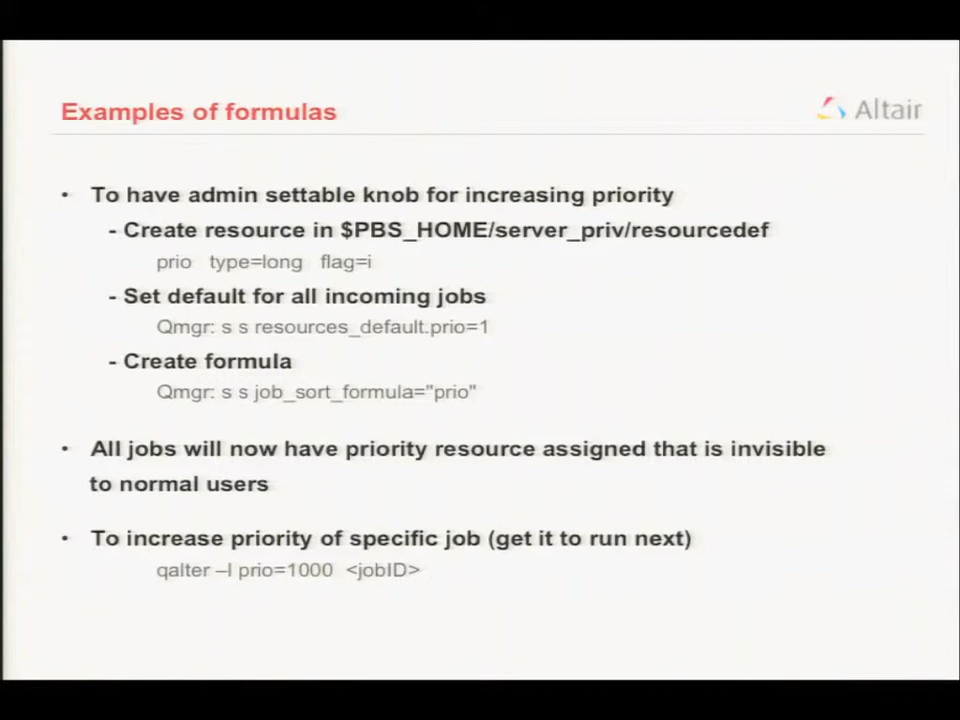 Examples of formulas
Altair
• To have admin settable knob for increasing priority
- Create resource in $PBS_HOME/server_priv/resourcedef
prio type=long flag=i
- Set default for all incoming jobs
Qmgr: s s resources_default.prio=1
- Create formula
Qmgr: s s job_sort_formula="prio"
• All jobs will now have priority resource assigned that is invisible
to normal users
• To increase priority of specific job (get it to run next)
qalter –l prio=1000 <jobID>